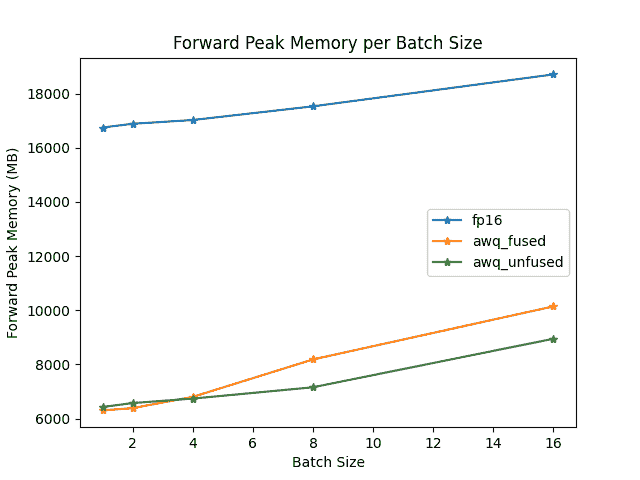 Forward Peak Memory per Batch Size
Forward Peak Memory (MB)
18000
16000
14000
12000
10000
8000
6000
fp16
awq_fused
awq_unfused
2 4 6 8 10 12 14 16
Batch Size